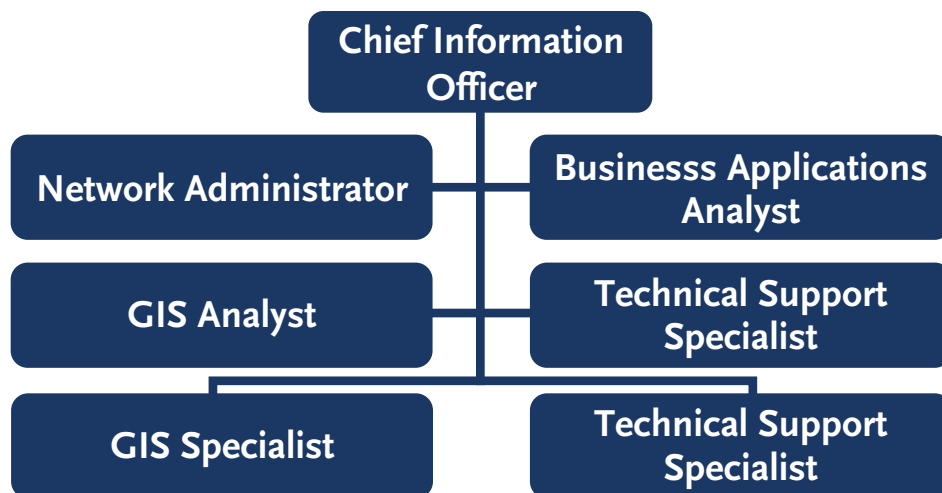 Chief Information
Officer
Network Administrator
Businesss Applications
Analyst
GIS Analyst
Technical Support
Specialist
GIS Specialist
Technical Support
Specialist